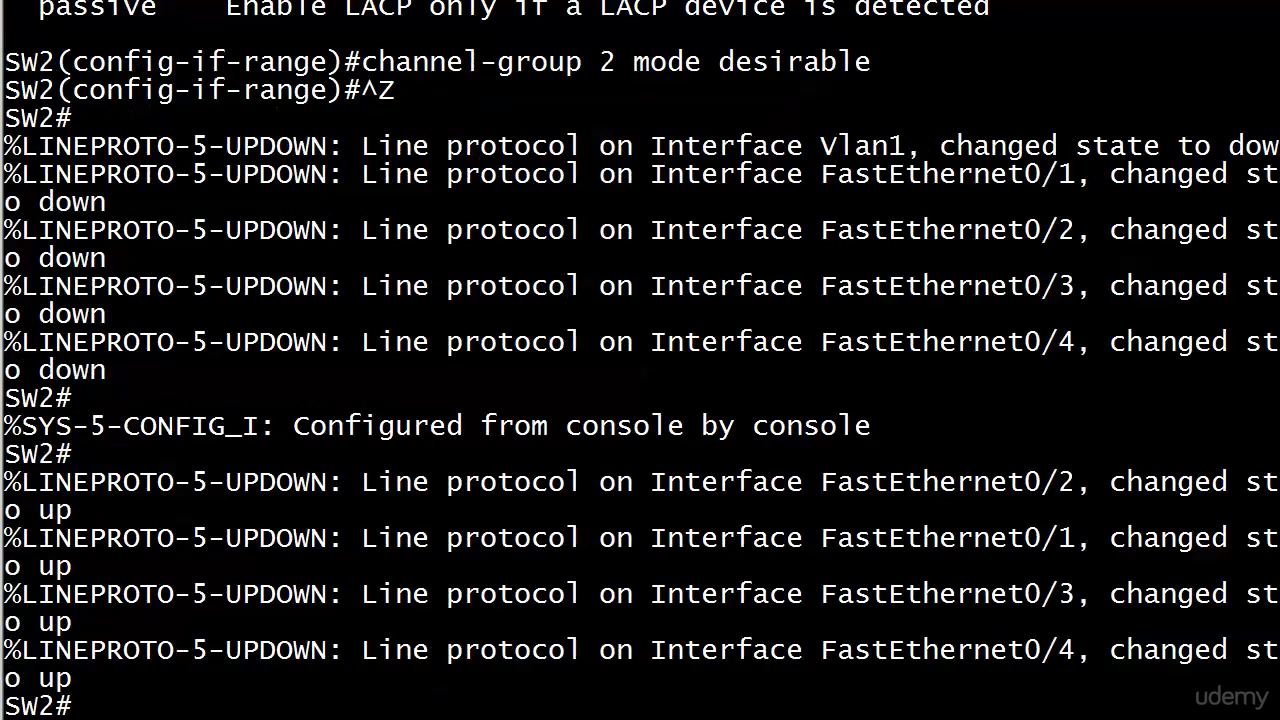 passive    Enable LACP only if a LACP device is detected
SW2(config-if-range)#channel-group 2 mode desirable
SW2(config-if-range)#^Z
SW2#
%LINEPROTO-5-UPDOWN: Line protocol on Interface Vlan1, changed state to dow
%LINEPROTO-5-UPDOWN: Line protocol on Interface FastEthernet0/1, changed st
o down
%LINEPROTO-5-UPDOWN: Line protocol on Interface FastEthernet0/2, changed st
o down
%LINEPROTO-5-UPDOWN: Line protocol on Interface FastEthernet0/3, changed st
o down
%LINEPROTO-5-UPDOWN: Line protocol on Interface FastEthernet0/4, changed st
o down
SW2#
%SYS-5-CONFIG_I: Configured from console by console
SW2#
%LINEPROTO-5-UPDOWN: Line protocol on Interface FastEthernet0/2, changed st
o up
%LINEPROTO-5-UPDOWN: Line protocol on Interface FastEthernet0/1, changed st
o up
%LINEPROTO-5-UPDOWN: Line protocol on Interface FastEthernet0/3, changed st
o up
%LINEPROTO-5-UPDOWN: Line protocol on Interface FastEthernet0/4, changed st
o up
SW2#
udemy